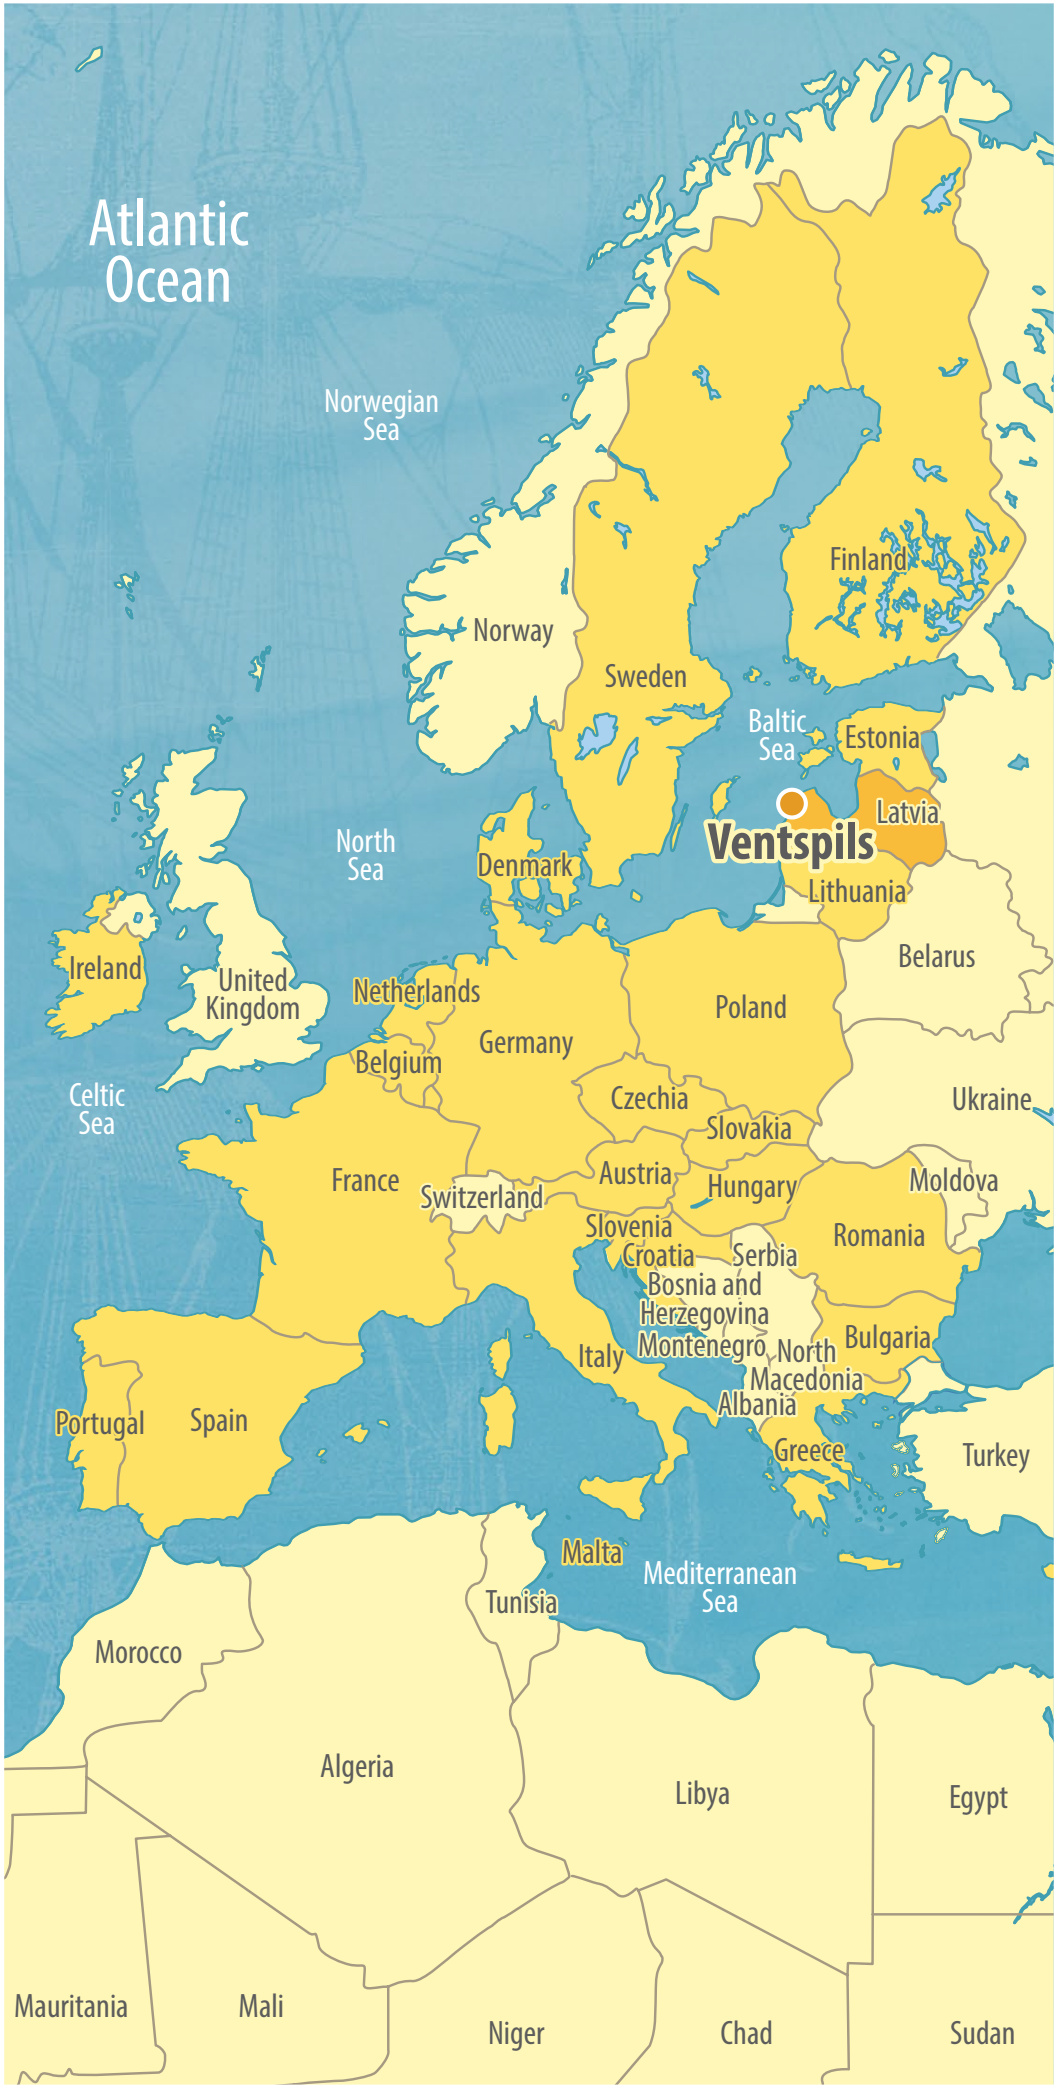 Atlantic
Ocean
Norwegian
Sea
Finland
Norway
Sweden
Baltic
Sea
Estonia
Latvia
Ventspils
North
Sea
Denmark
Lithuania
Belarus
Ireland
United
Kingdom
Netherlands
Poland
Germany
Belgium
Celtic
Sea
Czechia
Ukraine
Slovakia
France
Austria
Switzerland
Hungary
Moldova
Slovenia
Romania
Croatia
Serbia
Bosnia and
Herzegovina
Montenegro
North
Macedonia
Bulgaria
Italy
Albania
Portugal
Spain
Greece
Turkey
Malta
Mediterranean
Sea
Tunisia
Morocco
Algeria
Libya
Egypt
Mauritania
Mali
Niger
Chad
Sudan